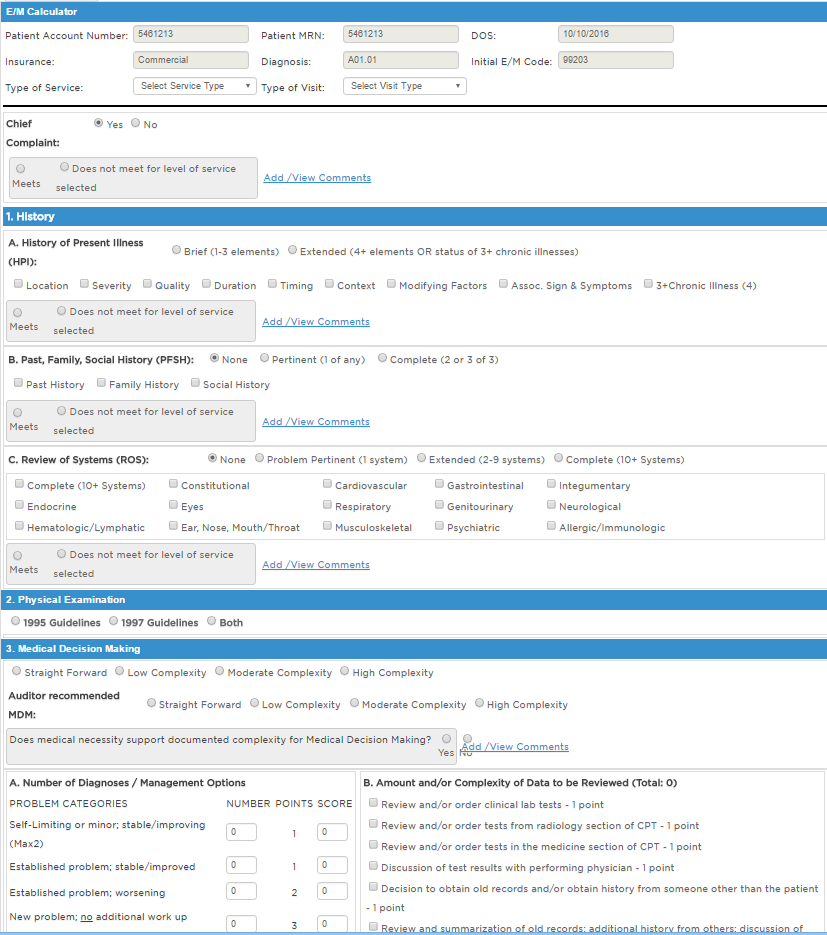 E/M Calculator
Patient Account Number: 5461213 Patient MRN: 5461213 DOS: 10/10/2016
Insurance: Commercial Diagnosis: A01.01 Initial E/M Code: 99203
Type of Service: Select Service Type Type of Visit: Select Visit Type
Chief Complaint: Yes No
Meets Does not meet for level of service selected Add /View Comments
1. History
A. History of Present Illness (HPI): Brief (1-3 elements) Extended (4+ elements OR status of 3+ chronic illnesses)
Location Severity Quality Duration Timing Context Modifying Factors Assoc. Sign & Symptoms 3+Chronic Illness (4)
Meets Does not meet for level of service selected Add /View Comments
B. Past, Family, Social History (PFSH): None Pertinent (1 of any) Complete (2 or 3 of 3)
Past History Family History Social History
Meets Does not meet for level of service selected Add /View Comments
C. Review of Systems (ROS): None Problem Pertinent (1 system) Extended (2-9 systems) Complete (10+ Systems)
Complete (10+ Systems) Constitutional Cardiovascular Gastrointestinal Integumentary
Endocrine Eyes Respiratory Genitourinary Neurological
Hematologic/Lymphatic Ear, Nose, Mouth/Throat Musculoskeletal Psychiatric Allergic/Immunologic
Meets Does not meet for level of service selected Add /View Comments
2. Physical Examination
1995 Guidelines 1997 Guidelines Both
3. Medical Decision Making
Straight Forward Low Complexity Moderate Complexity High Complexity
Auditor recommended MDM: Straight Forward Low Complexity Moderate Complexity High Complexity
Does medical necessity support documented complexity for Medical Decision Making? Yes No Add /View Comments
A. Number of Diagnoses / Management Options
PROBLEM CATEGORIES NUMBER POINTS SCORE
Self-Limiting or minor; stable/improving (Max2) 0 1 0
Established problem; stable/improved 0 1 0
Established problem; worsening 0 2 0
New problem; no additional work up 0 3 0
B. Amount and/or Complexity of Data to be Reviewed (Total: 0)
Review and/or order clinical lab tests - 1 point
Review and/or order tests from radiology section of CPT - 1 point
Review and/or order tests in the medicine section of CPT - 1 point
Discussion of test results with performing physician - 1 point
Decision to obtain old records and/or obtain history from someone other than the patient
- 1 point
Review and summarization of old records; additional history from others; discussion of